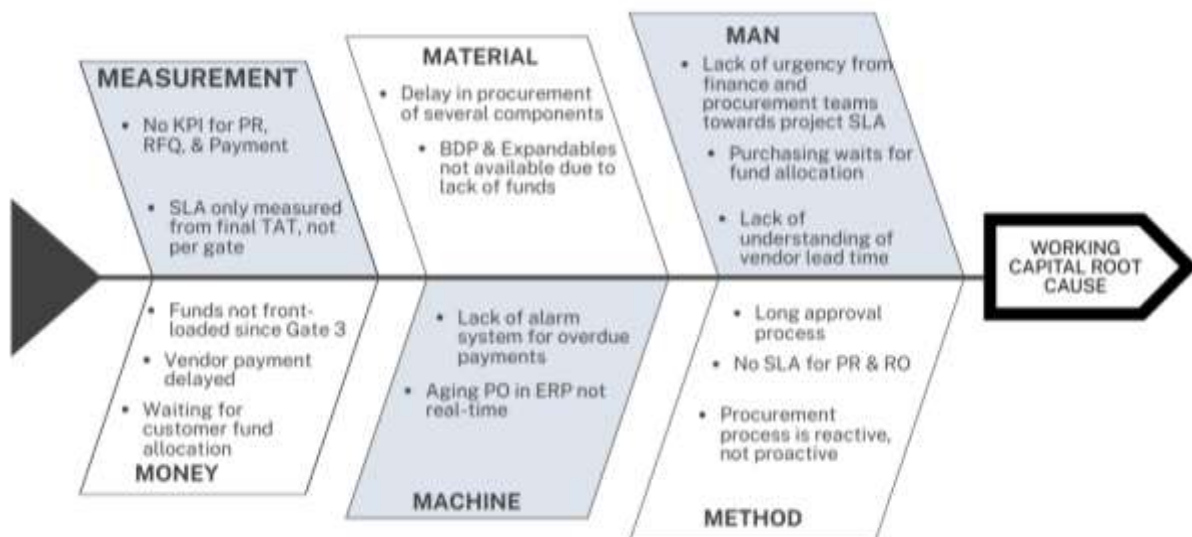 MEASUREMENT
• No KPI for PR,
RFQ, & Payment
• SLA only measured
from final TAT, not
per gate
MATERIAL
• Delay in procurement
of several components
• BDP & Expandables
not available due to
lack of funds
MAN
• Lack of urgency from
finance and
procurement teams
towards project SLA
• Purchasing waits for
fund allocation
• Lack of
understanding of
vendor lead time
WORKING
CAPITAL ROOT
CAUSE
• Funds not front-
loaded since Gate 3
• Vendor payment
delayed
• Waiting for
customer fund
allocation
MONEY
• Lack of alarm
system for overdue
payments
• Aging PO in ERP not
real-time
MACHINE
• Long approval
process
• No SLA for PR & RO
• Procurement
process is reactive,
not proactive
METHOD